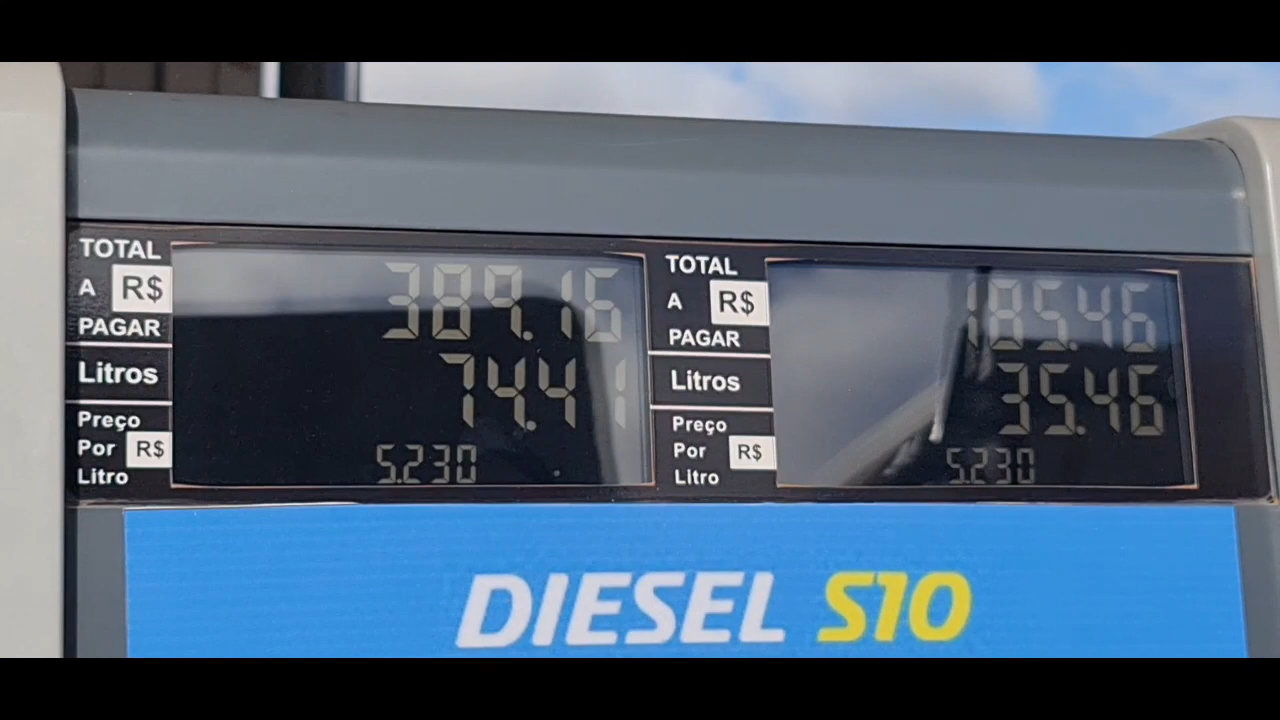 TOTAL
A R$
PAGAR
389.16
Litros
74.41
Preço
Por R$
Litro
5.230
TOTAL
A R$
PAGAR
185.46
Litros
35.46
Preço
Por R$
Litro
5.230
DIESEL S10